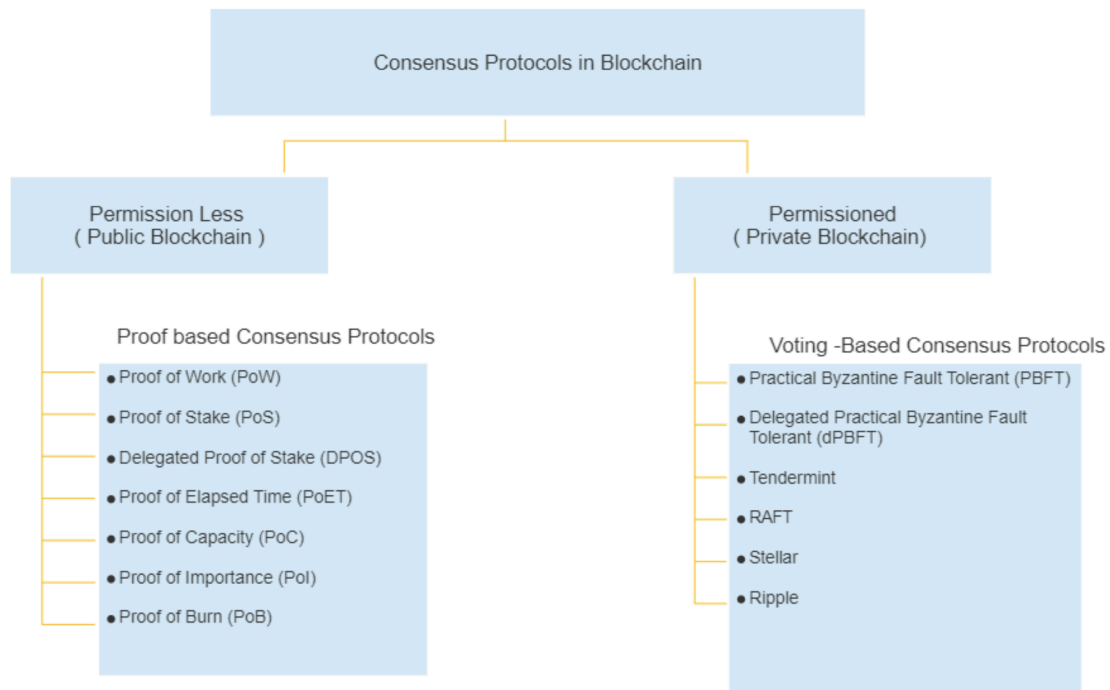 Consensus Protocols in Blockchain
Permission Less
( Public Blockchain )
Proof based Consensus Protocols
● Proof of Work (PoW)
● Proof of Stake (PoS)
● Delegated Proof of Stake (DPOS)
● Proof of Elapsed Time (PoET)
● Proof of Capacity (PoC)
● Proof of Importance (PoI)
● Proof of Burn (PoB)
Permissioned
( Private Blockchain)
Voting -Based Consensus Protocols
● Practical Byzantine Fault Tolerant (PBFT)
● Delegated Practical Byzantine Fault
Tolerant (dPBFT)
● Tendermint
● RAFT
● Stellar
● Ripple